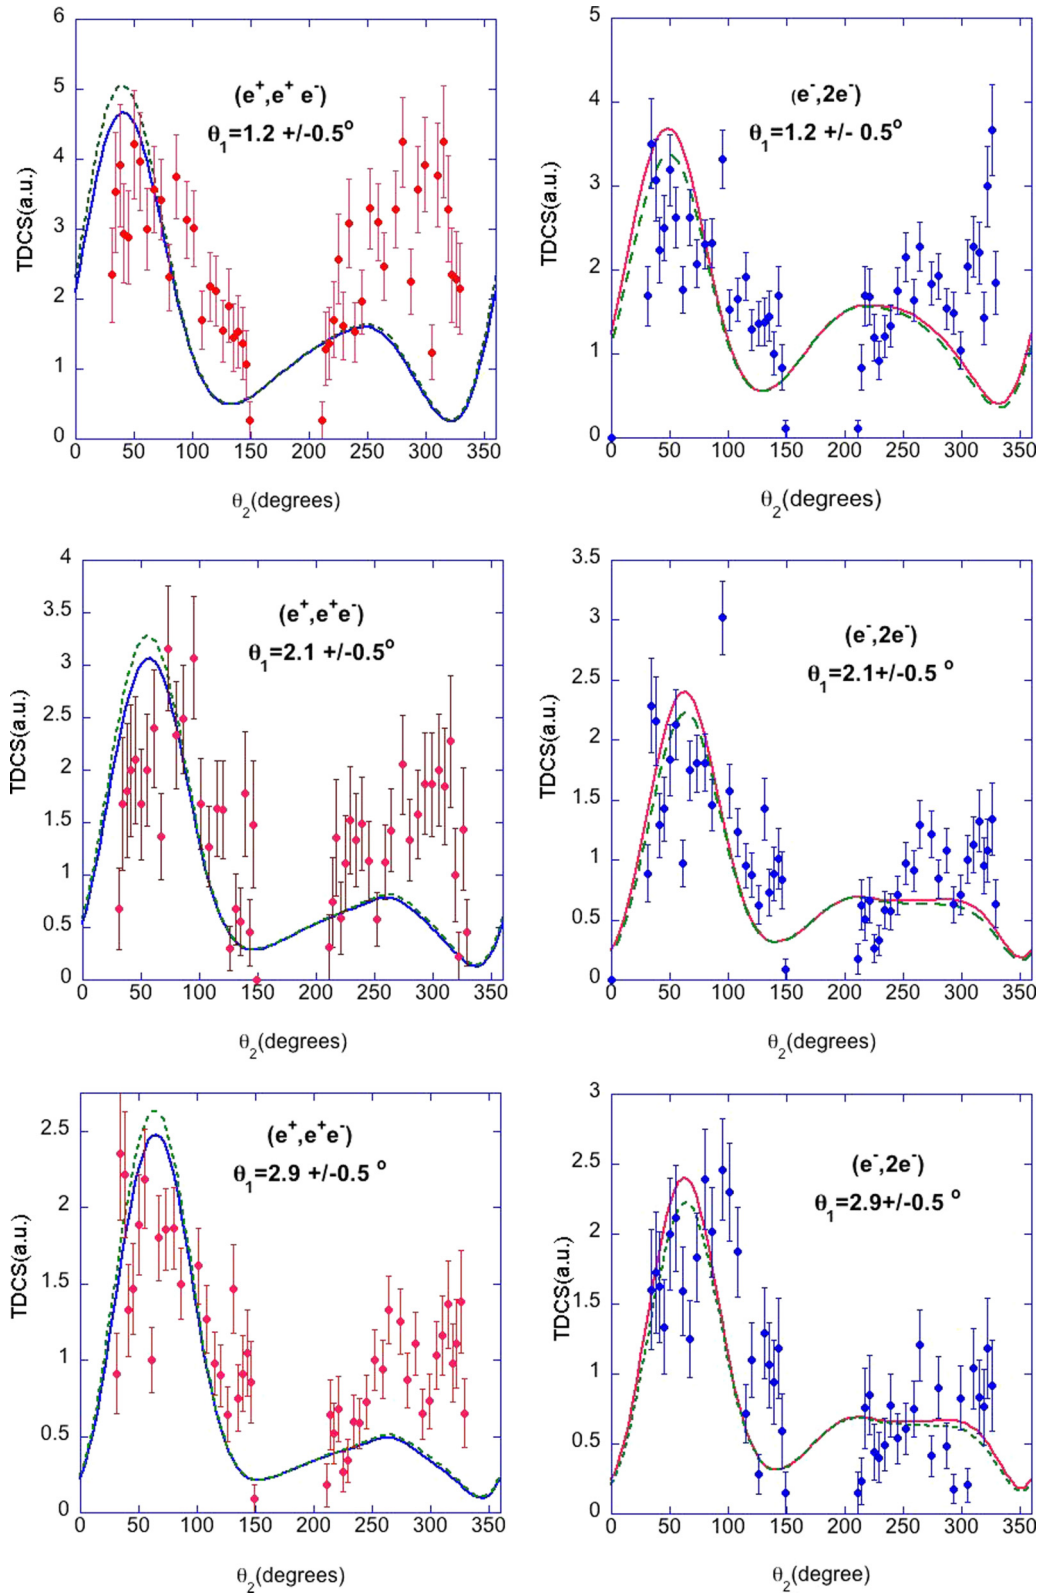 6
5
4
3
2
1
0
TDCS(a.u.)
(e⁺,e⁺ e⁻)
θ₁=1.2 +/-0.5°
0 50 100 150 200 250 300 350
θ₂(degrees)
5
4
3
2
1
0
TDCS(a.u.)
(e⁻,2e⁻)
θ₁=1.2 +/- 0.5°
0 50 100 150 200 250 300 350
θ₂(degrees)
4
3.5
3
2.5
2
1.5
1
0.5
0
TDCS(a.u.)
(e⁺,e⁺e⁻)
θ₁=2.1 +/-0.5°
0 50 100 150 200 250 300 350
θ₂(degrees)
3.5
3
2.5
2
1.5
1
0.5
0
TDCS(a.u.)
(e⁻,2e⁻)
θ₁=2.1+/-0.5 °
0 50 100 150 200 250 300 350
θ₂(degrees)
2.5
2
1.5
1
0.5
0
TDCS(a.u.)
(e⁺,e⁺e⁻)
θ₁=2.9 +/-0.5 °
0 50 100 150 200 250 300 350
θ₂(degrees)
3
2.5
2
1.5
1
0.5
0
TDCS(a.u.)
(e⁻,2e⁻)
θ₁=2.9+/-0.5 °
0 50 100 150 200 250 300 350
θ₂(degree)